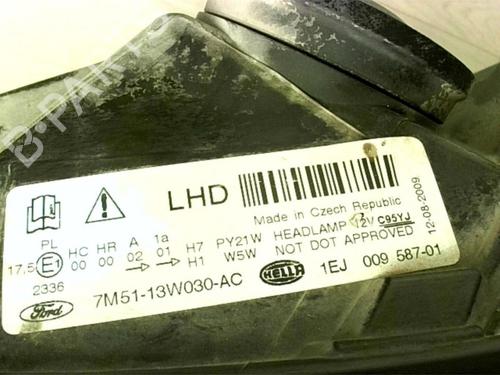 B-PARTS
LHD
Made in Czech Republic
PL HC HR A 1a H7 PY21W HEADLAMP 12V C95YJ
17,5 E1 00 00 02 01 H1 W5W NOT DOT APPROVED
2336
7M51-13W030-AC HELLA 1EJ 009 587-01
Ford
12-08-2009